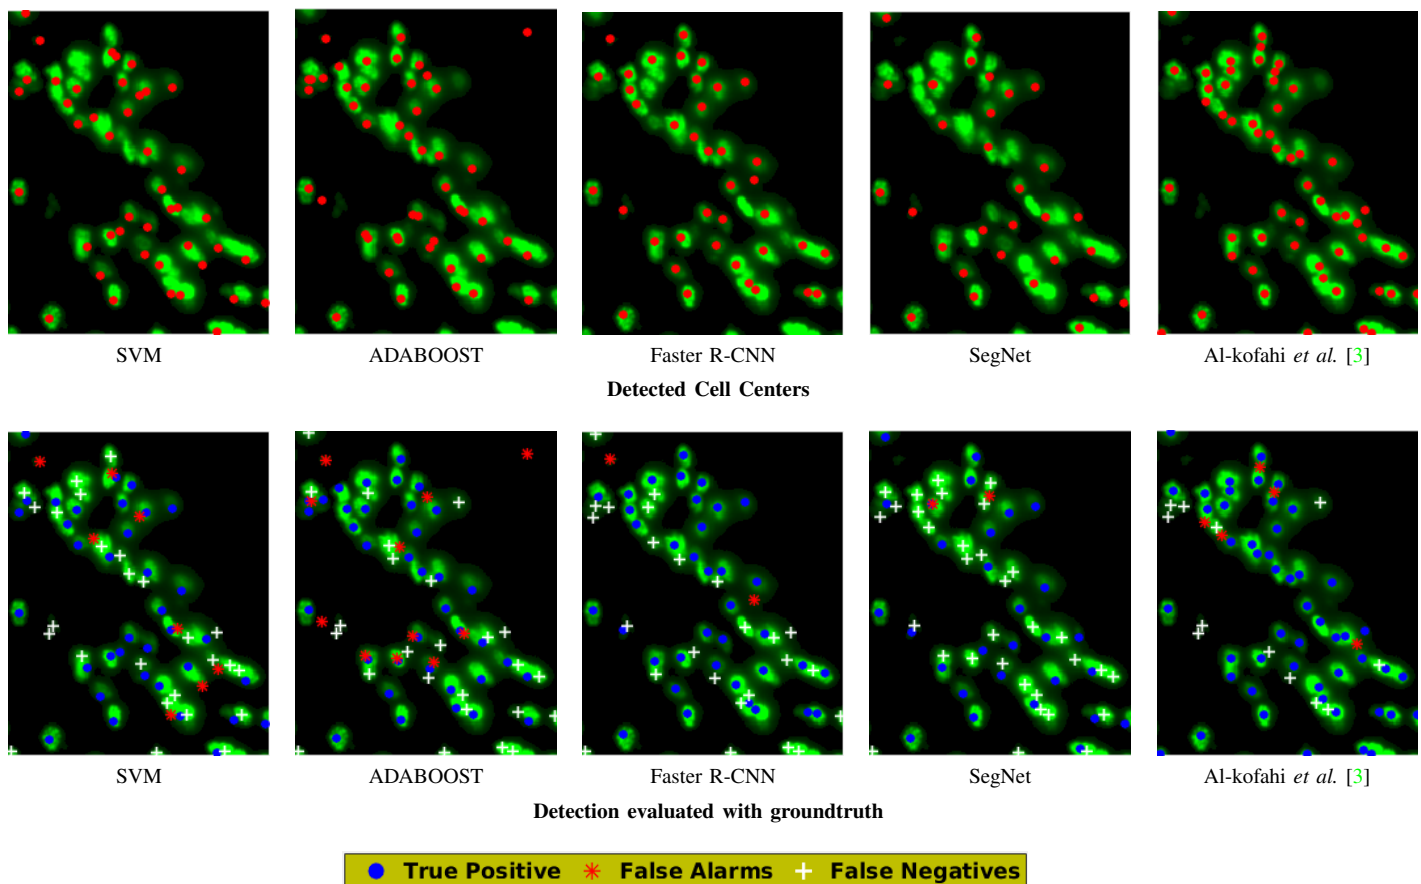 SVM
ADABOOST
Faster R-CNN
SegNet
Al-kofahi et al. [3]
Detected Cell Centers
SVM
ADABOOST
Faster R-CNN
SegNet
Al-kofahi et al. [3]
Detection evaluated with groundtruth
True Positive
False Alarms
False Negatives